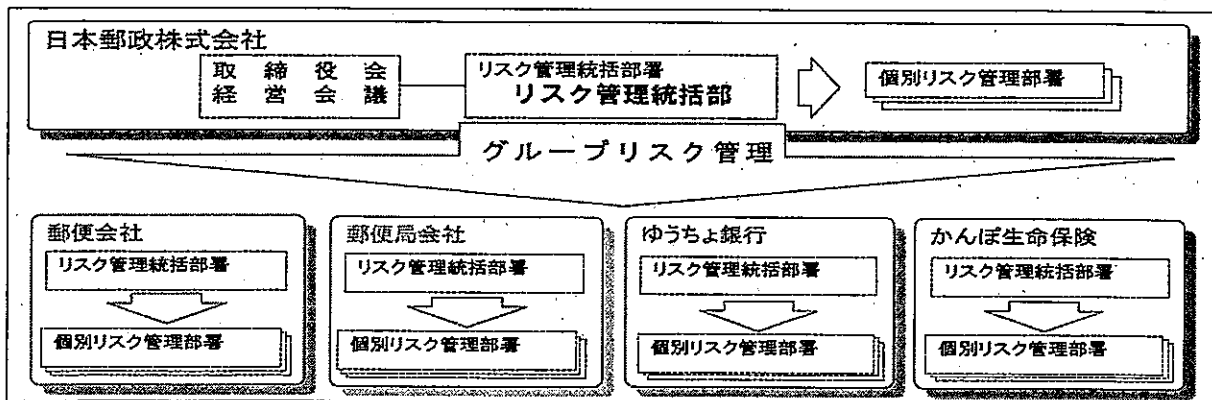 日本郵政株式会社
取締役会
経営会議
リスク管理統括部署
リスク管理統括部
個別リスク管理部署
グループリスク管理
郵便会社
リスク管理統括部署
個別リスク管理部署
郵便局会社
リスク管理統括部署
個別リスク管理部署
ゆうちょ銀行
リスク管理統括部署
個別リスク管理部署
かんぽ生命保険
リスク管理統括部署
個別リスク管理部署